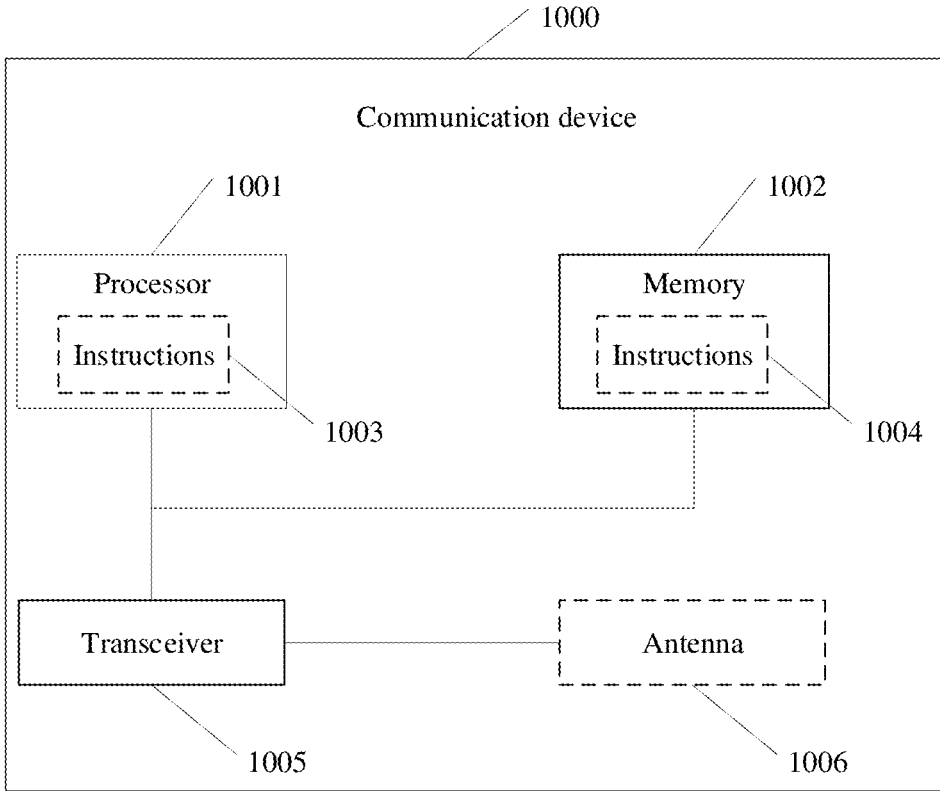 1000
Communication device
1001
1002
Processor
Memory
Instructions
Instructions
1003
1004
Transceiver
Antenna
1005
1006